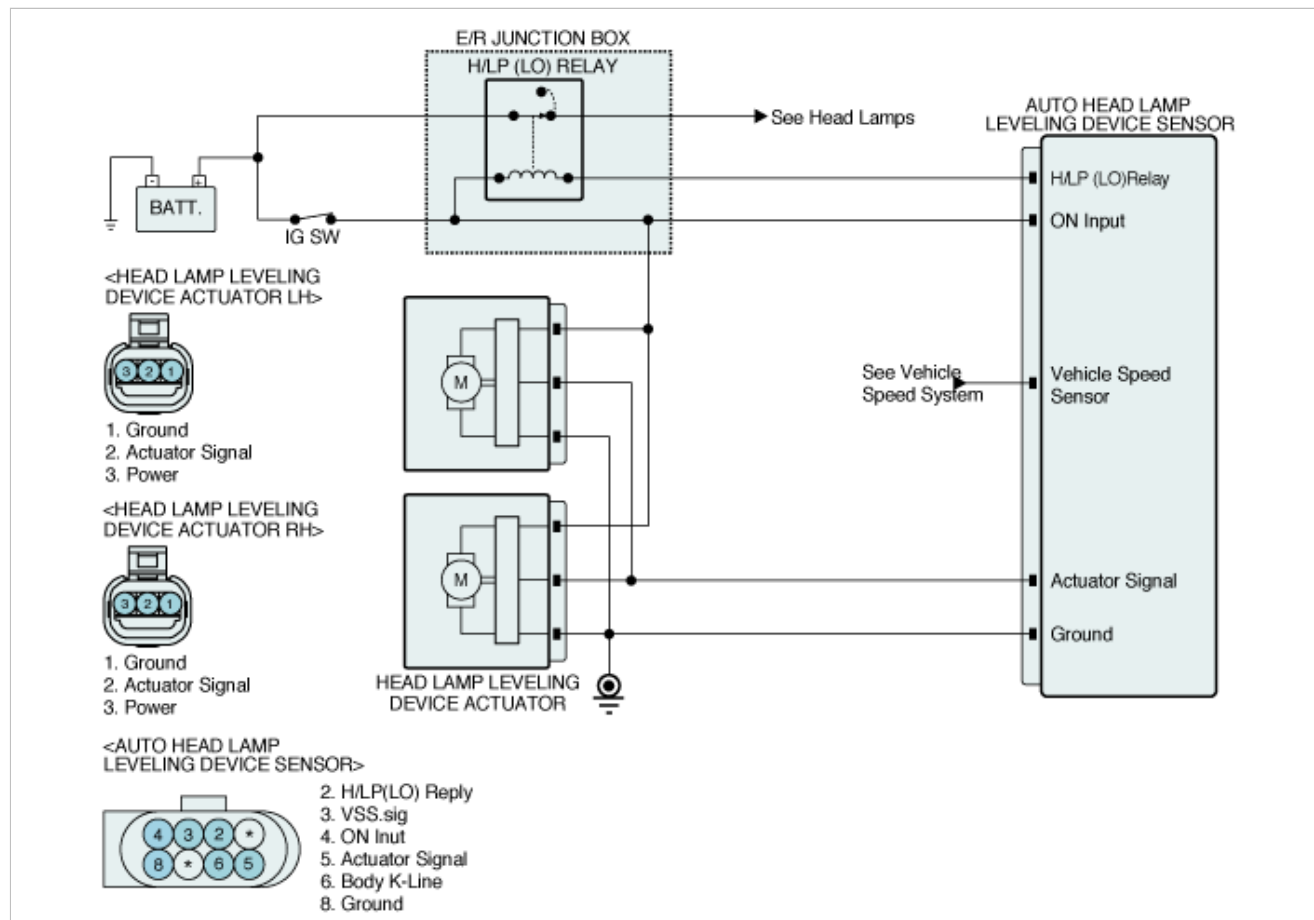 E/R JUNCTION BOX
H/LP (LO) RELAY
See Head Lamps
AUTO HEAD LAMP
LEVELING DEVICE SENSOR
H/LP (LO)Relay
- +
BATT.
IG SW
ON Input
<HEAD LAMP LEVELING
DEVICE ACTUATOR LH>
3 2 1
1. Ground
2. Actuator Signal
3. Power
M
See Vehicle
Speed System
Vehicle Speed
Sensor
<HEAD LAMP LEVELING
DEVICE ACTUATOR RH>
3 2 1
1. Ground
2. Actuator Signal
3. Power
M
Actuator Signal
Ground
HEAD LAMP LEVELING
DEVICE ACTUATOR
<AUTO HEAD LAMP
LEVELING DEVICE SENSOR>
4 3 2 *
8 * 6 5
2. H/LP(LO) Reply
3. VSS.sig
4. ON Inut
5. Actuator Signal
6. Body K-Line
8. Ground